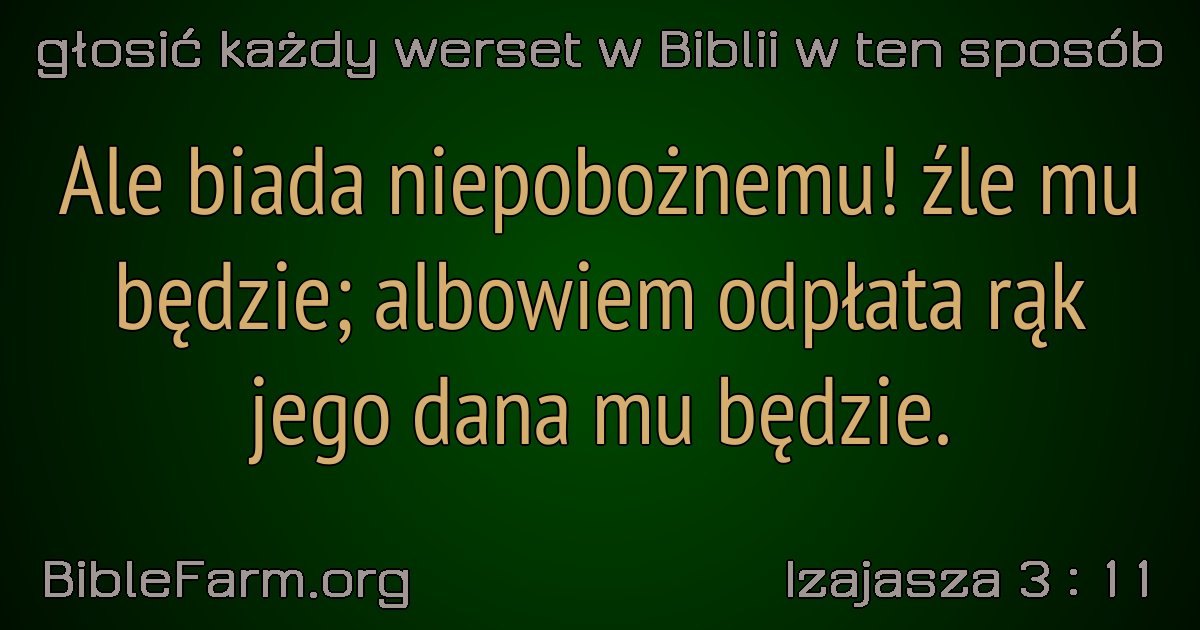 głosić każdy werset w Biblii w ten sposób
Ale biada niepobożnemu! źle mu
będzie; albowiem odpłata rąk
jego dana mu będzie.
BibleFarm.org
Izajasza 3 : 11